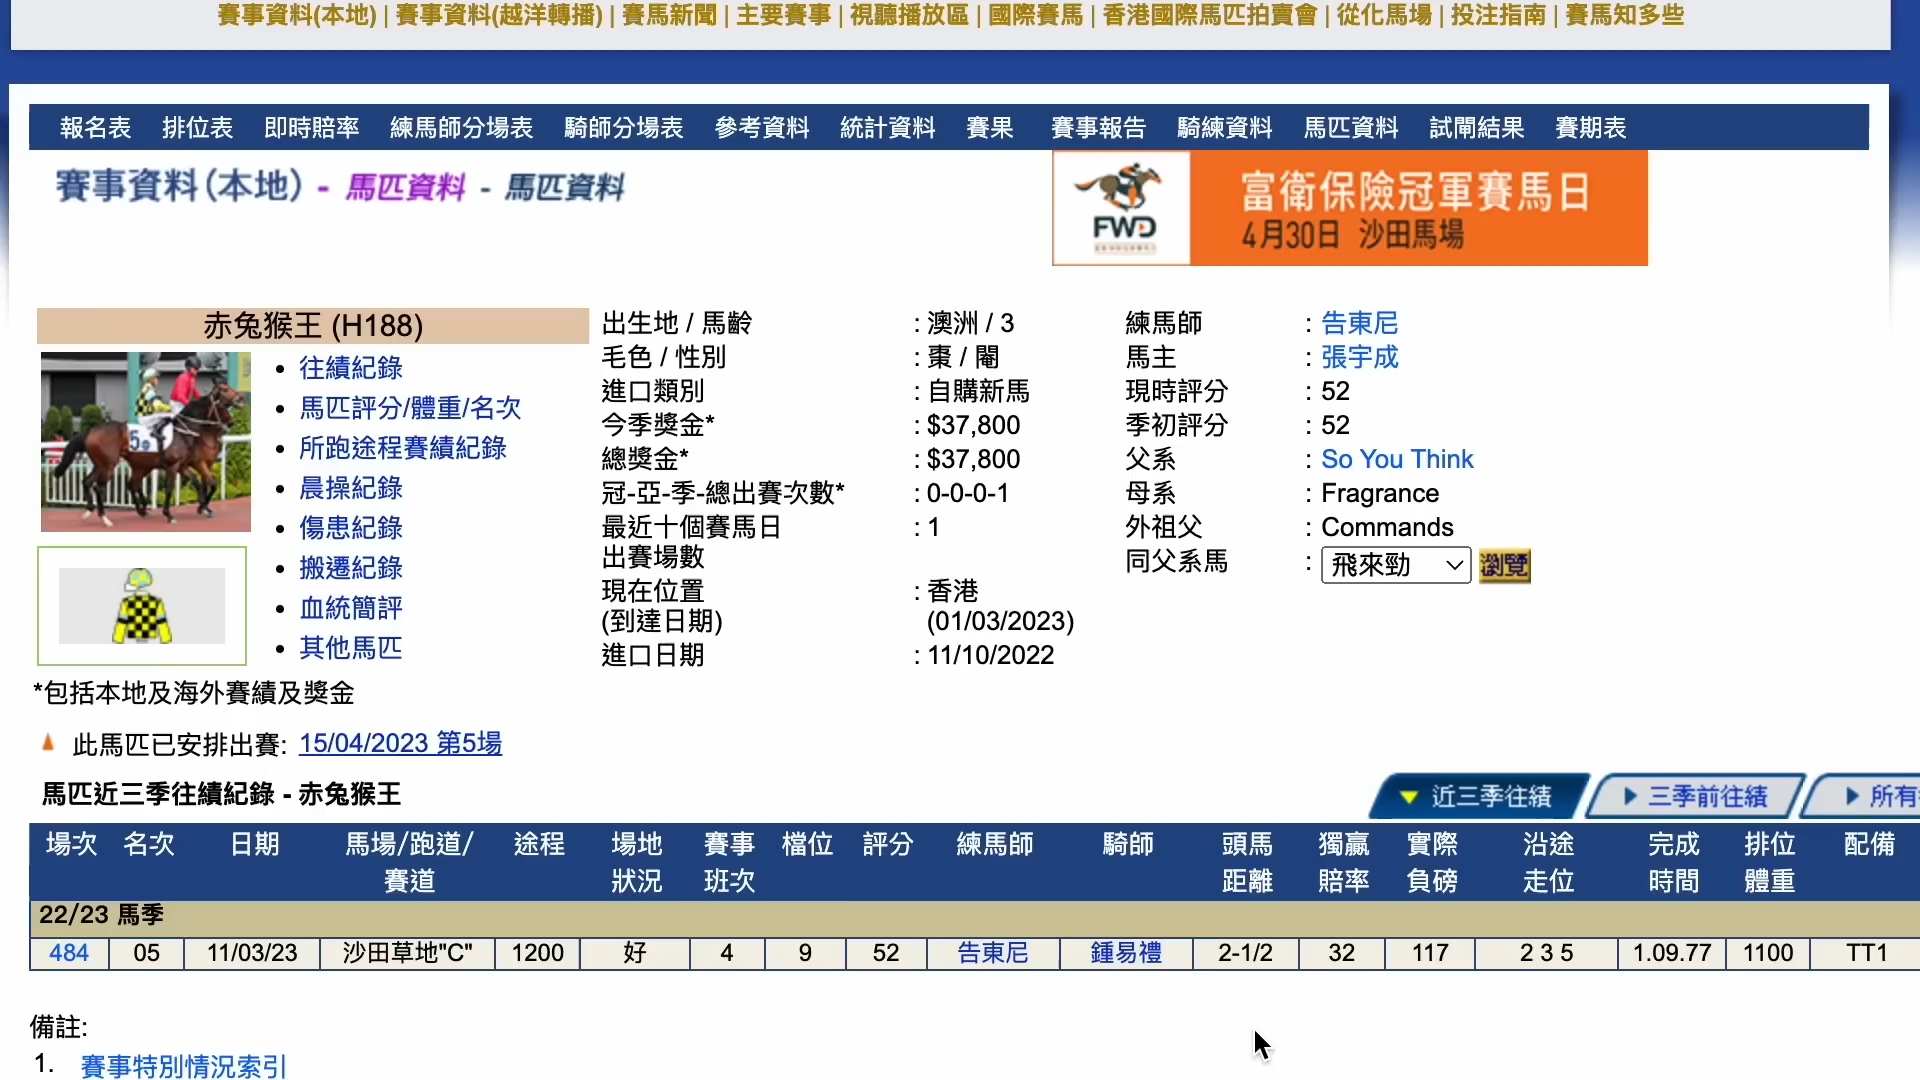 賽事資料(本地) | 賽事資料(越洋轉播) | 賽馬新聞 | 主要賽事 | 視聽播放區 | 國際賽馬 | 香港國際馬匹拍賣會 | 從化馬場 | 投注指南 | 賽馬知多些
報名表 排位表 即時賠率 練馬師分場表 騎師分場表 參考資料 統計資料 賽果 賽事報告 騎練資料 馬匹資料 試閘結果 賽期表
賽事資料(本地) - 馬匹資料 - 馬匹資料
FWD
富衛保險冠軍賽馬日
4月30日 沙田馬場
赤兔猴王 (H188)
• 往績紀錄
• 馬匹評分/體重/名次
• 所跑途程賽績紀錄
• 晨操紀錄
• 傷患紀錄
• 搬遷紀錄
• 血統簡評
• 其他馬匹
出生地 / 馬齡 : 澳洲 / 3
毛色 / 性別 : 棗 / 閹
進口類別 : 自購新馬
今季獎金* : $37,800
總獎金* : $37,800
冠-亞-季-總出賽次數* : 0-0-0-1
最近十個賽馬日 : 1
出賽場數
現在位置 : 香港
(到達日期) (01/03/2023)
進口日期 : 11/10/2022
練馬師 : 告東尼
馬主 : 張宇成
現時評分 : 52
季初評分 : 52
父系 : So You Think
母系 : Fragrance
外祖父 : Commands
同父系馬 : 飛來勁 瀏覽
*包括本地及海外賽績及獎金
此馬匹已安排出賽: 15/04/2023 第5場
馬匹近三季往績紀錄 - 赤兔猴王
近三季往績 三季前往績 所有
場次 名次 日期 馬場/跑道/ 途程 場地 賽事 檔位 評分 練馬師 騎師 頭馬 獨贏 實際 沿途 完成 排位 配備
賽道 狀況 班次 距離 賠率 負磅 走位 時間 體重
22/23 馬季
484 05 11/03/23 沙田草地"C" 1200 好 4 9 52 告東尼 鍾易禮 2-1/2 32 117 2 3 5 1.09.77 1100 TT1
備註:
1. 賽事特別情況索引